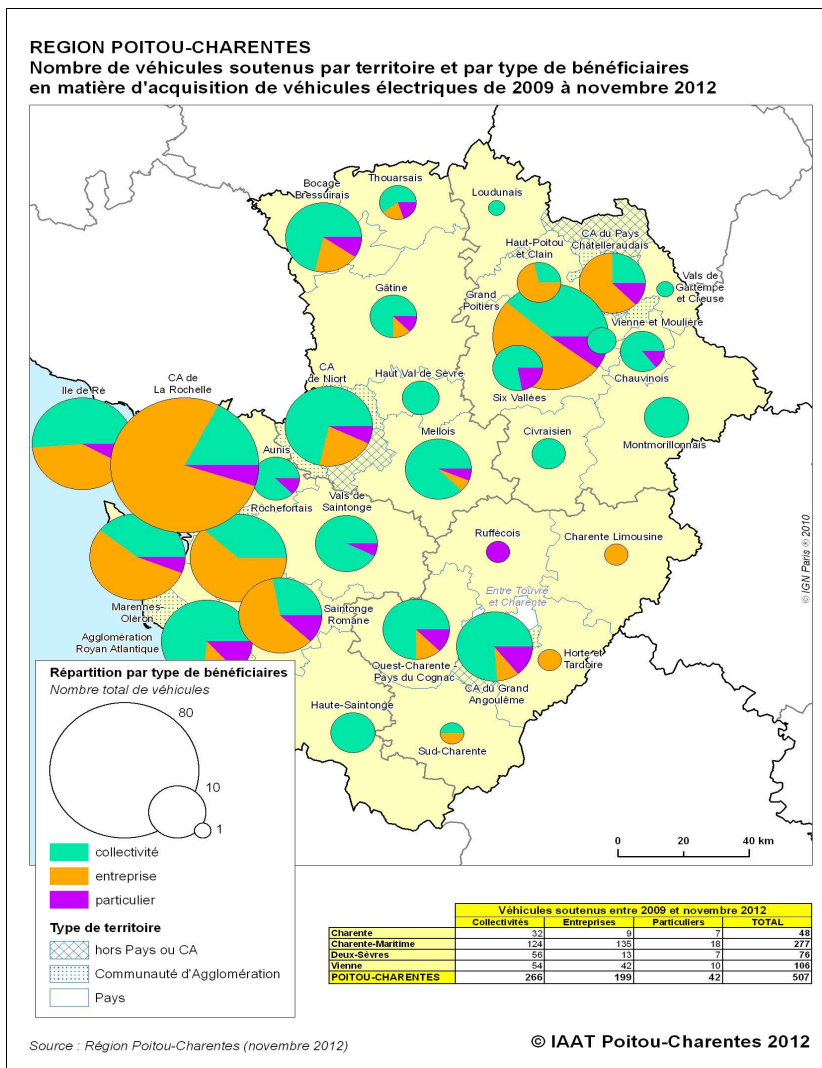 REGION POITOU-CHARENTES
Nombre de véhicules soutenus par territoire et par type de bénéficiaires
en matière d'acquisition de véhicules électriques de 2009 à novembre 2012
Bocage
Bressuirais
Thouarsais
Loudunais
Haut-Poitou
et Clain
CA du Pays
Châtelleraudais
Vals de
Gartempe
et Creuse
Gâtine
Grand
Poitiers
Vienne et Moulière
Chauvinois
Six Vallées
Montmorillonnais
Ile de Ré
CA de
La Rochelle
CA
de Niort
Haut Val de Sèvre
Mellois
Civraisien
Aunis
Rochefortais
Vals de
Saintonge
Ruffécois
Charente Limousine
Entre Touvre
et Charente
Marennes-
Oléron
Agglomération
Royan Atlantique
Saintonge
Romane
Ouest-Charente -
Pays du Cognac
CA du Grand
Angoulême
Horte et
Tardoire
Haute-Saintonge
Sud-Charente
© IGN Paris ® 2010
Répartition par type de bénéficiaires
Nombre total de véhicules
80
10
1
collectivité
entreprise
particulier
Type de territoire
hors Pays ou CA
Communauté d'Agglomération
Pays
0 20 40 km
Véhicules soutenus entre 2009 et novembre 2012
Collectivités Entreprises Particuliers TOTAL
Charente 32 9 7 48
Charente-Maritime 124 135 18 277
Deux-Sèvres 56 13 7 76
Vienne 54 42 10 106
POITOU-CHARENTES 266 199 42 507
Source : Région Poitou-Charentes (novembre 2012)
© IAAT Poitou-Charentes 2012